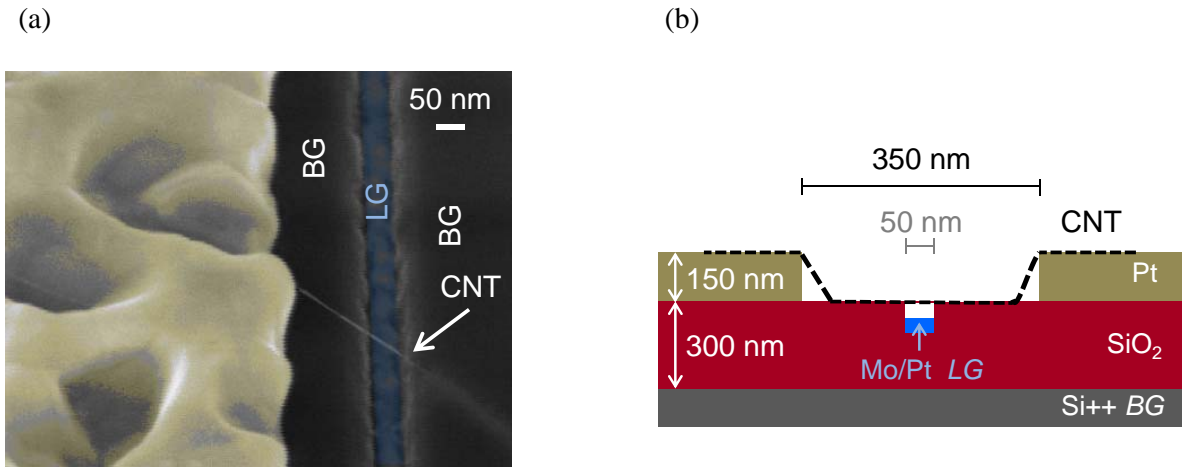 (a)
(b)
50 nm
BG
LG
BG
CNT
350 nm
50 nm
CNT
150 nm
Pt
300 nm
Mo/Pt LG
SiO₂
Si++ BG